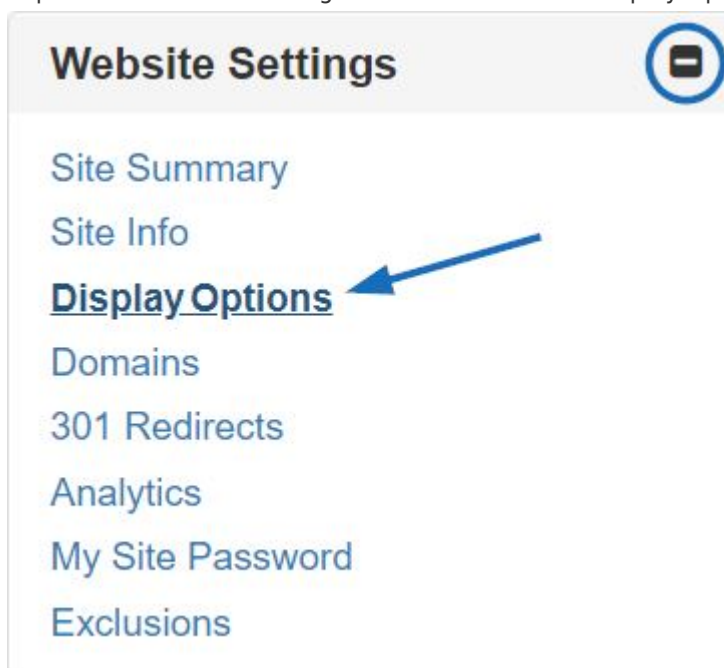 Website Settings
Site Summary
Site Info
Display Options
Domains
301 Redirects
Analytics
My Site Password
Exclusions